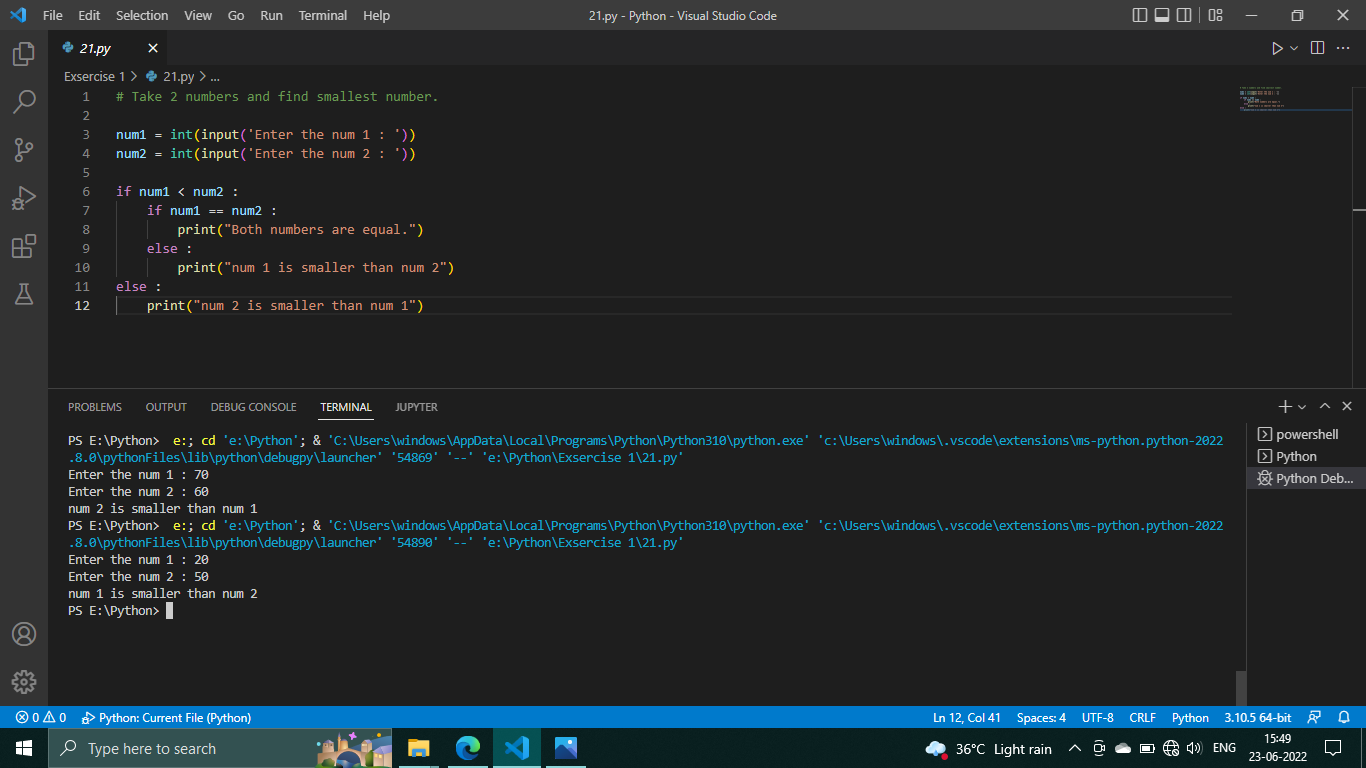 File Edit Selection View Go Run Terminal Help
21.py - Python - Visual Studio Code
21.py
Exsercise 1 > 21.py > ...
1 # Take 2 numbers and find smallest number.
2
3 num1 = int(input('Enter the num 1 : '))
4 num2 = int(input('Enter the num 2 : '))
5
6 if num1 < num2 :
7     if num1 == num2 :
8         print("Both numbers are equal.")
9     else :
10         print("num 1 is smaller than num 2")
11 else :
12     print("num 2 is smaller than num 1")
PROBLEMS OUTPUT DEBUG CONSOLE TERMINAL JUPYTER
PS E:\Python>  e:; cd 'e:\Python'; & 'C:\Users\windows\AppData\Local\Programs\Python\Python310\python.exe' 'c:\Users\windows\.vscode\extensions\ms-python.python-2022
.8.0\pythonFiles\lib\python\debugpy\launcher' '54869' '--' 'e:\Python\Exsercise 1\21.py'
Enter the num 1 : 70
Enter the num 2 : 60
num 2 is smaller than num 1
PS E:\Python>  e:; cd 'e:\Python'; & 'C:\Users\windows\AppData\Local\Programs\Python\Python310\python.exe' 'c:\Users\windows\.vscode\extensions\ms-python.python-2022
.8.0\pythonFiles\lib\python\debugpy\launcher' '54890' '--' 'e:\Python\Exsercise 1\21.py'
Enter the num 1 : 20
Enter the num 2 : 50
num 1 is smaller than num 2
PS E:\Python>
powershell
Python
Python Deb...
0 0 Python: Current File (Python)
Ln 12, Col 41 Spaces: 4 UTF-8 CRLF Python 3.10.5 64-bit
Type here to search
36°C Light rain
ENG
15:49
23-06-2022